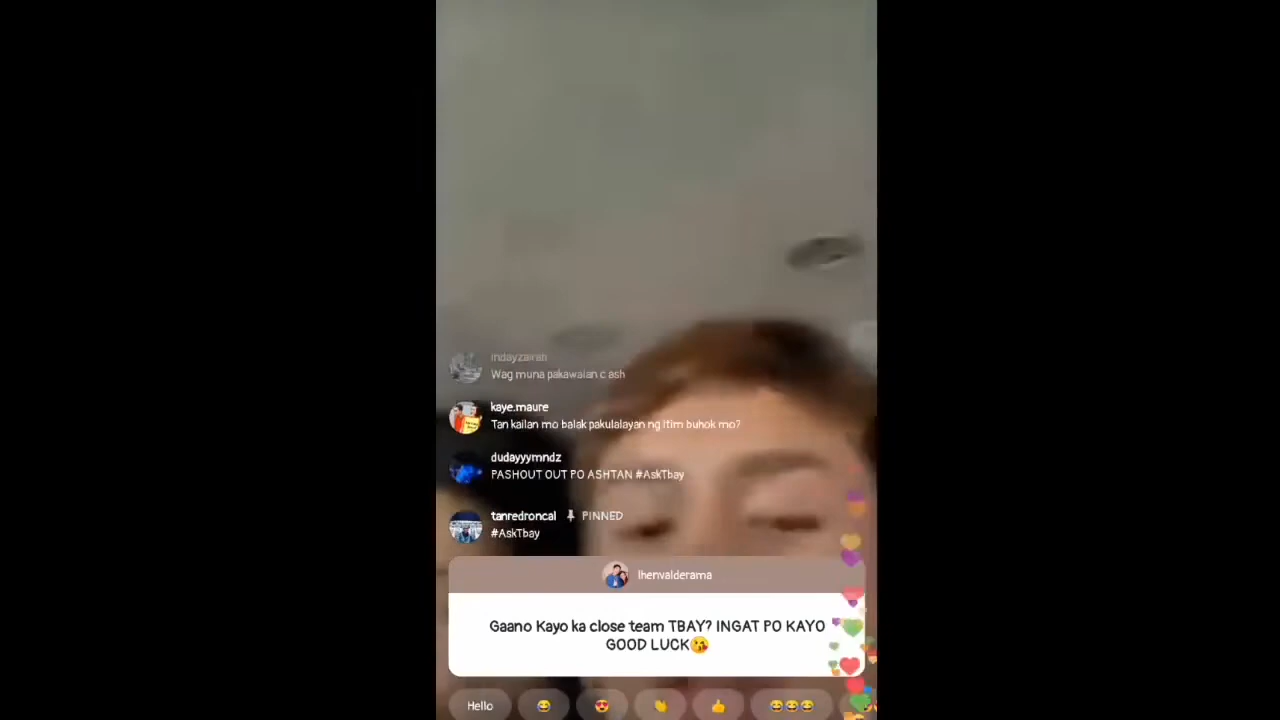 indayzairah
Wag muna pakawalan c ash
kaye.maure
Tan kailan mo balak pakulalayan ng itim buhok mo?
dudayyymndz
PASHOUT OUT PO ASHTAN #AskTbay
tanredroncal PINNED
#AskTbay
lhenvalderama
Gaano Kayo ka close team TBAY? INGAT PO KAYO
GOOD LUCK😘
Hello 😂 😍 👏 👍 😂😂😂